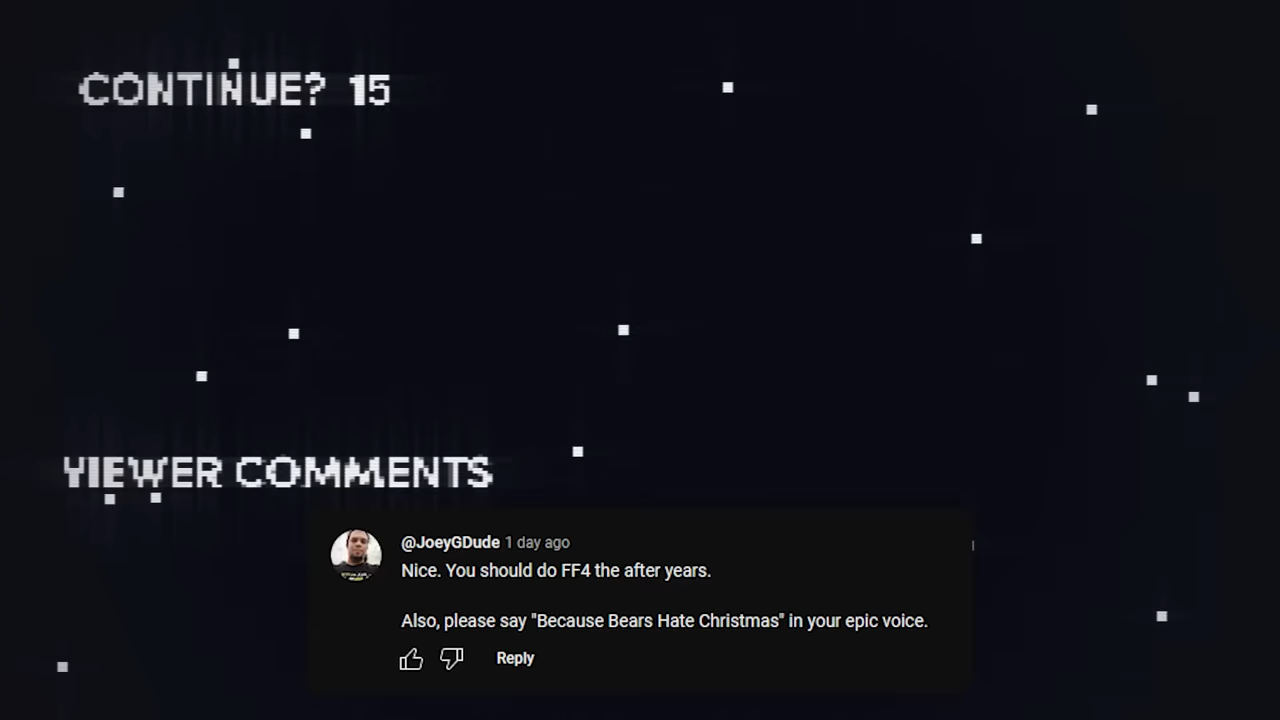 CONTINUE? 15
VIEWER COMMENTS
@JoeyGDude 1 day ago
Nice. You should do FF4 the after years.
Also, please say "Because Bears Hate Christmas" in your epic voice.
Reply